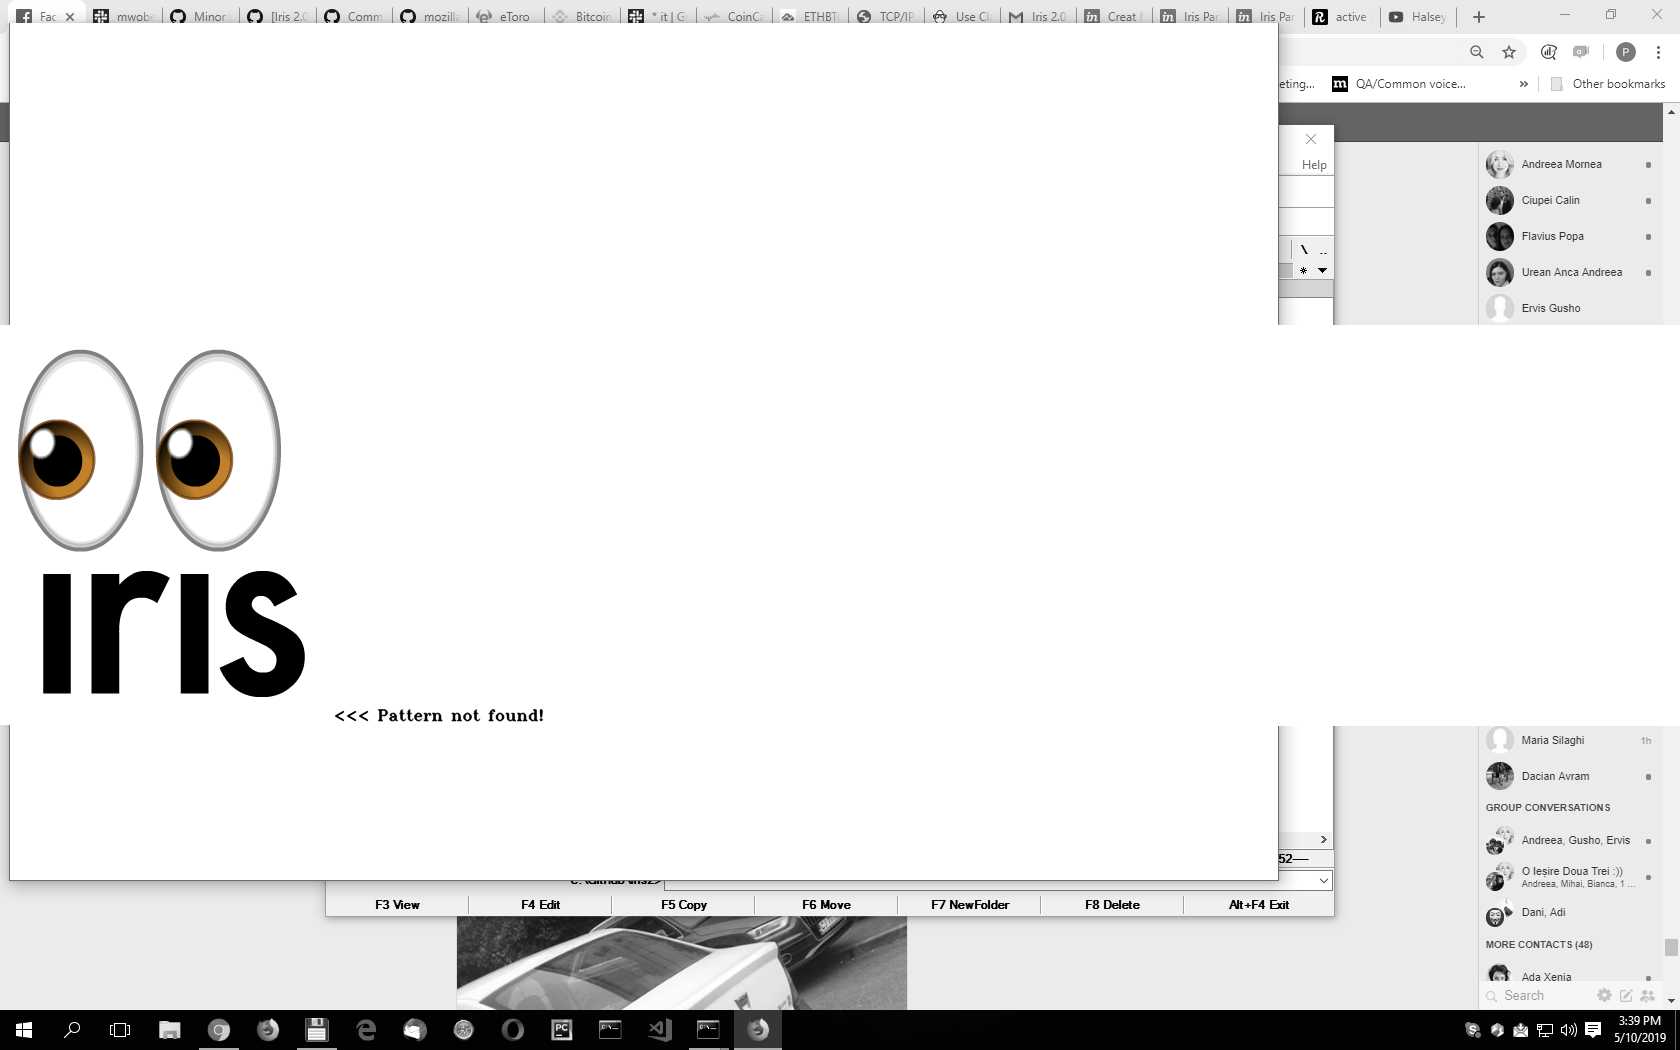 Fac
mwobe
Minor
[Iris 2.0
Comm
mozilla
eToro
Bitcoin
* it | G
CoinCa
ETHBT
TCP/IP
Use Cl
Iris 2.0
Creat
Iris Par
Iris Par
active
Halsey
P
eting...
m
QA/Common voice...
»
Other bookmarks
Help
\ ..
*
Andreea Mornea
Ciupei Calin
Flavius Popa
Urean Anca Andreea
Ervis Gusho
iris
<<< Pattern not found!
Maria Silaghi 1h
Dacian Avram
GROUP CONVERSATIONS
Andreea, Gusho, Ervis
O Ieșire Doua Trei :))
Andreea, Mihai, Bianca, 1 ...
Dani, Adi
MORE CONTACTS (48)
Ada Xenia
Search
52
F3 View
F4 Edit
F5 Copy
F6 Move
F7 NewFolder
F8 Delete
Alt+F4 Exit
PC
3:39 PM
5/10/2019